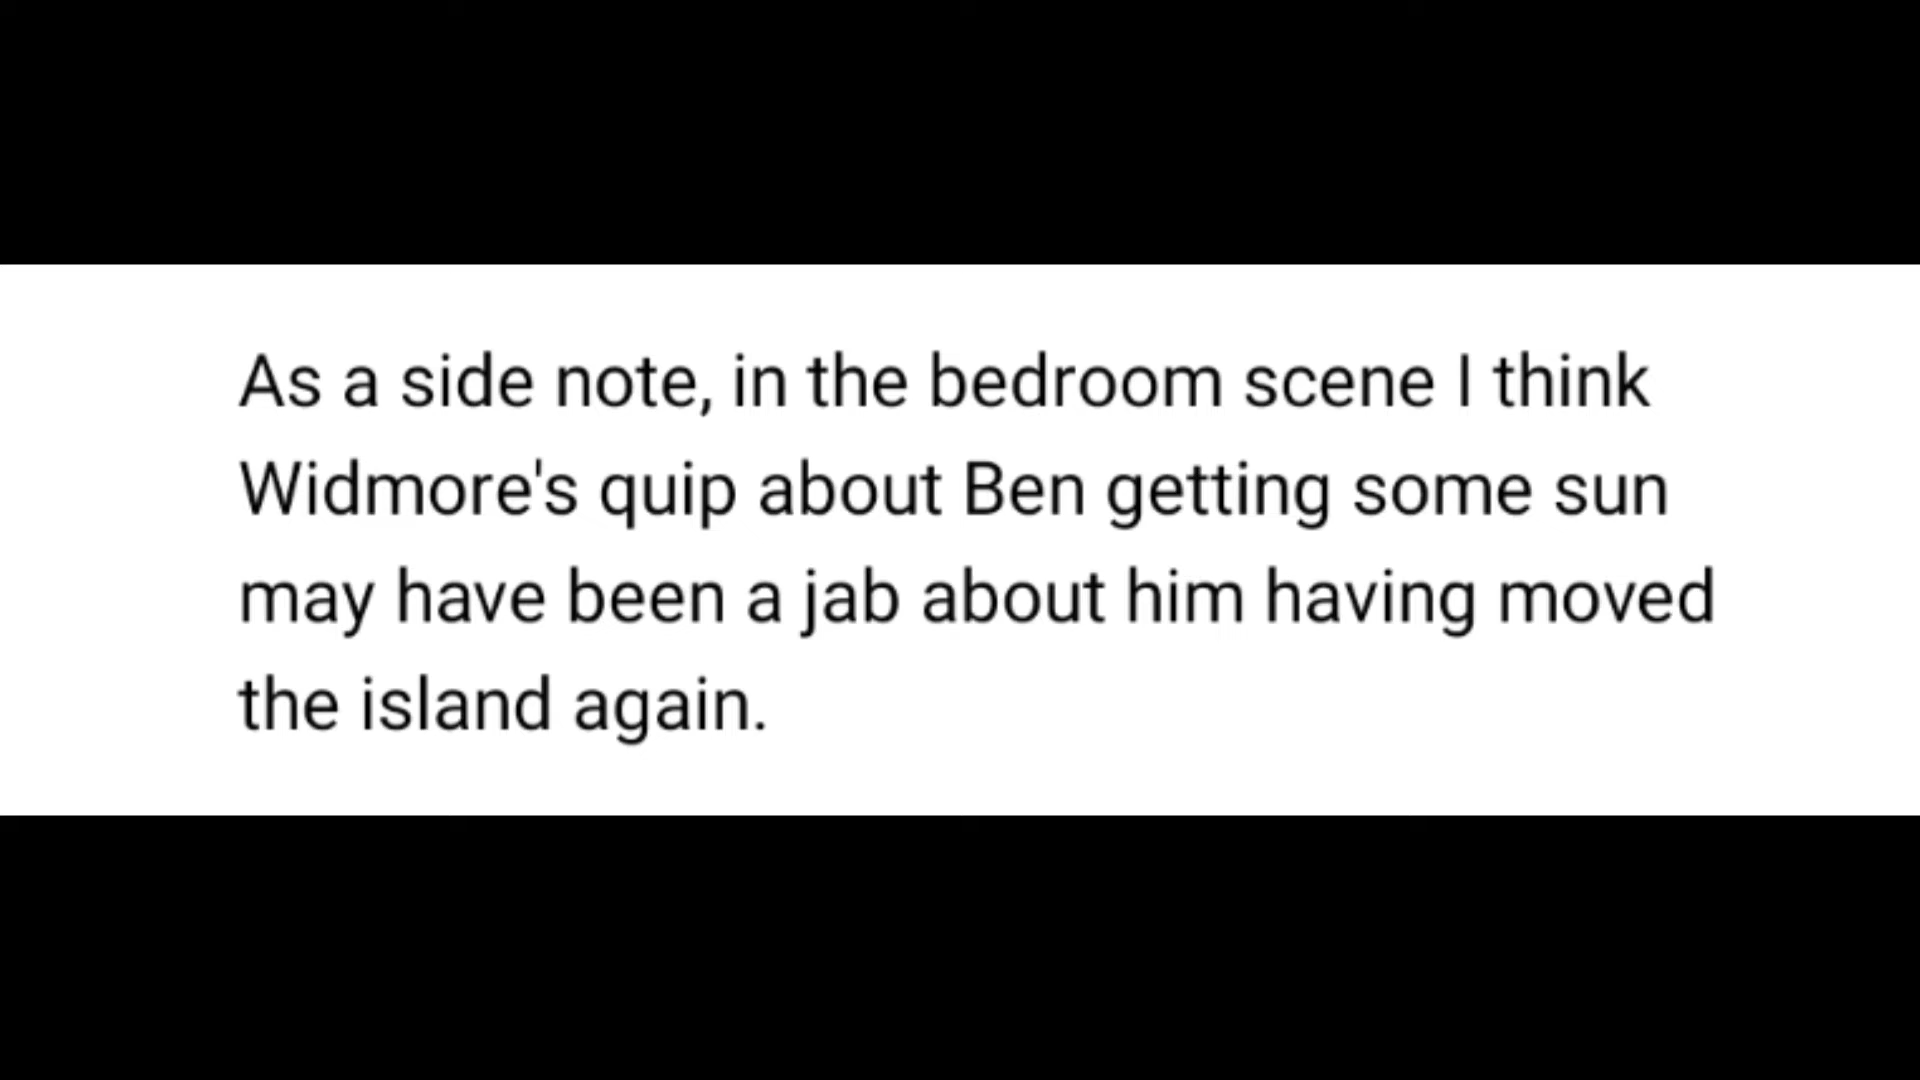 As a side note, in the bedroom scene I think
Widmore's quip about Ben getting some sun
may have been a jab about him having moved
the island again.